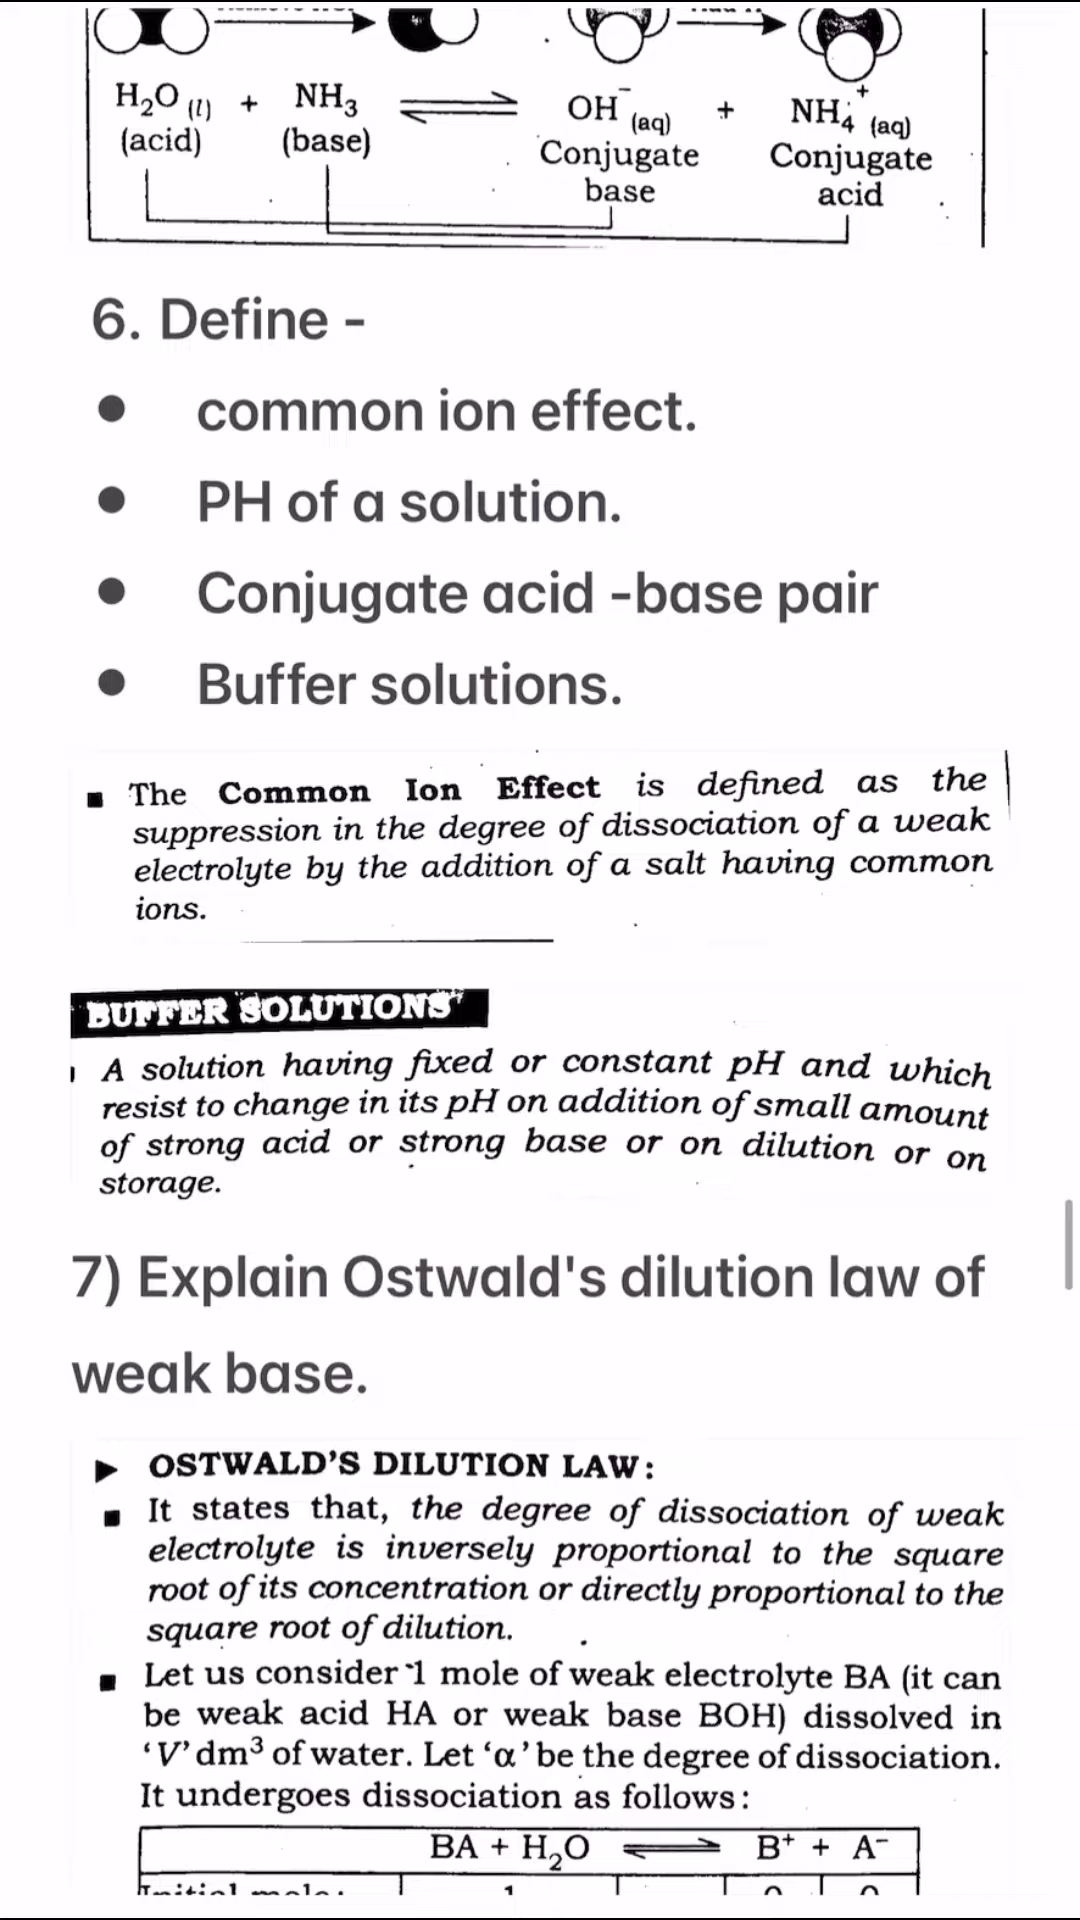 H₂O (l) + NH₃ ⇌ OH⁻ (aq) + NH₄⁺ (aq)
(acid) (base) Conjugate base Conjugate acid
6. Define -
• common ion effect.
• PH of a solution.
• Conjugate acid -base pair
• Buffer solutions.
▪ The Common Ion Effect is defined as the
suppression in the degree of dissociation of a weak
electrolyte by the addition of a salt having common
ions.
BUFFER SOLUTIONS
A solution having fixed or constant pH and which
resist to change in its pH on addition of small amount
of strong acid or strong base or on dilution or on
storage.
7) Explain Ostwald's dilution law of
weak base.
► OSTWALD'S DILUTION LAW:
▪ It states that, the degree of dissociation of weak
electrolyte is inversely proportional to the square
root of its concentration or directly proportional to the
square root of dilution.
▪ Let us consider 1 mole of weak electrolyte BA (it can
be weak acid HA or weak base BOH) dissolved in
'V' dm³ of water. Let 'α' be the degree of dissociation.
It undergoes dissociation as follows:
BA + H₂O ⇌ B⁺ + A⁻